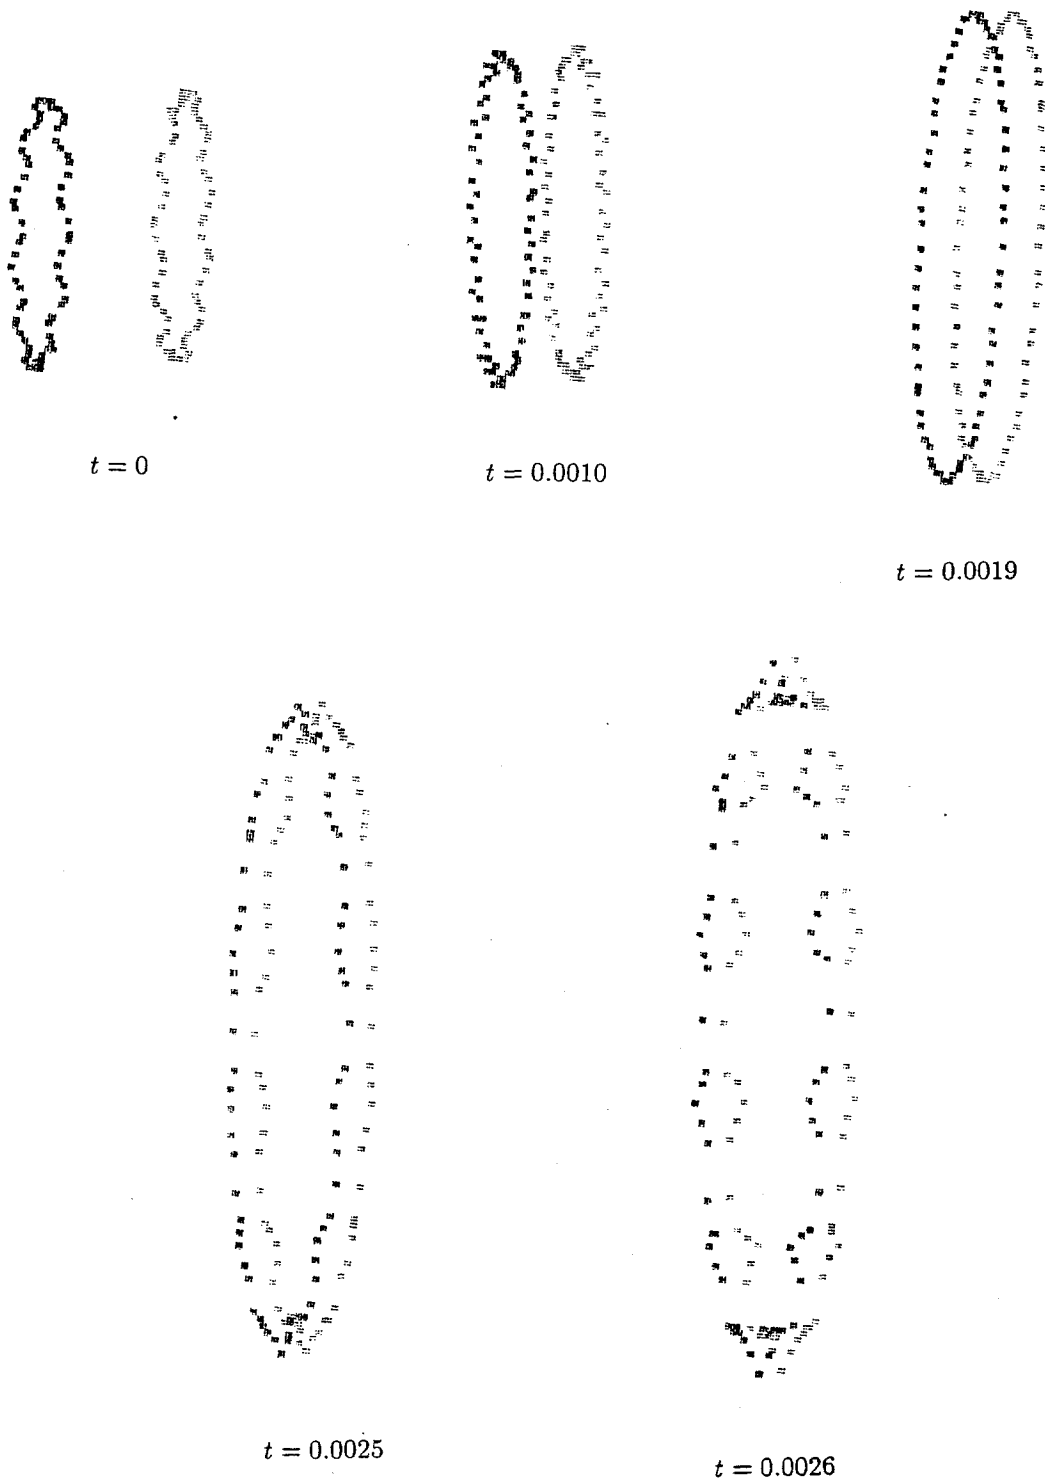 t = 0
t = 0.0010
t = 0.0019
t = 0.0025
t = 0.0026